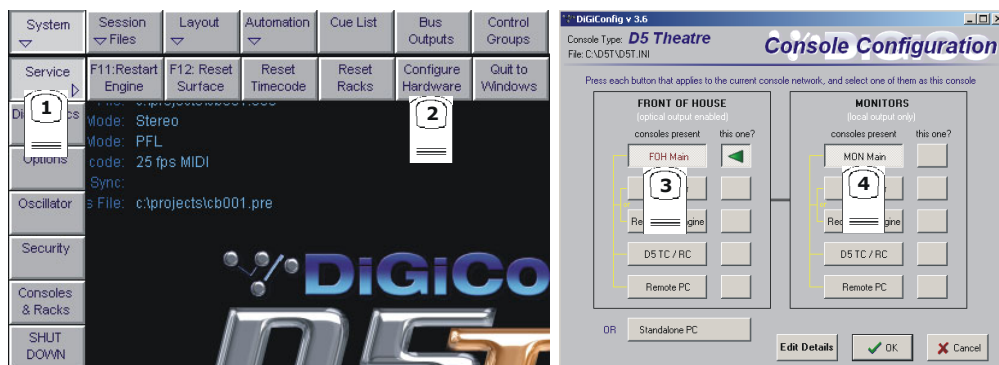 System
Session
Files
Layout
Automation
Cue List
Bus
Outputs
Control
Groups
Service
F11:Restart
Engine
F12: Reset
Surface
Reset
Timecode
Reset
Racks
Configure
Hardware
Quit to
Windows
1
2
Mode: Stereo
Mode: PFL
code: 25 fps MIDI
Sync:
s File: c:\projects\cb001.pre
Options
Oscillator
Security
Consoles
& Racks
SHUT
DOWN
DiGiCo
D5T
DiGiConfig v 3.6
Console Type: D5 Theatre
File: C:\D5T\D5T.INI
Console Configuration
Press each button that applies to the current console network, and select one of them as this console
FRONT OF HOUSE
(optical output enabled)
consoles present this one?
FOH Main
3
D5 TC / RC
Remote PC
MONITORS
(local output only)
consoles present this one?
MON Main
4
D5 TC / RC
Remote PC
OR Standalone PC
Edit Details
OK
Cancel